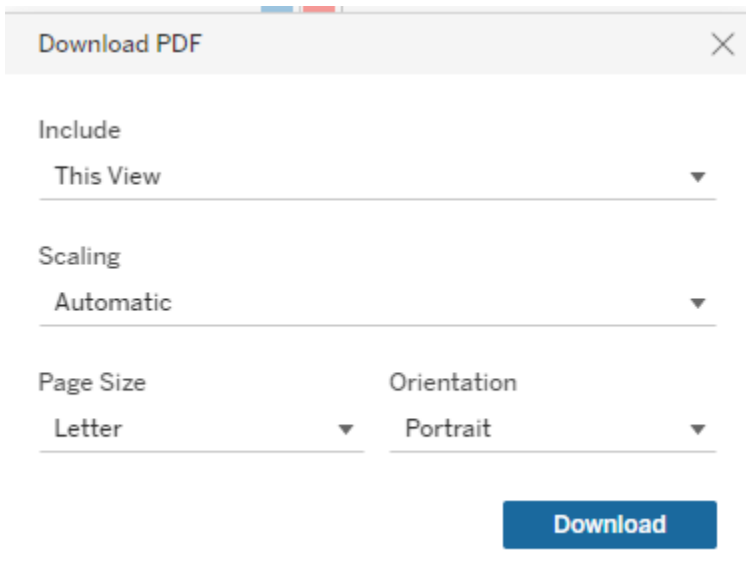 Download PDF
Include
This View
Scaling
Automatic
Page Size
Orientation
Letter
Portrait
Download